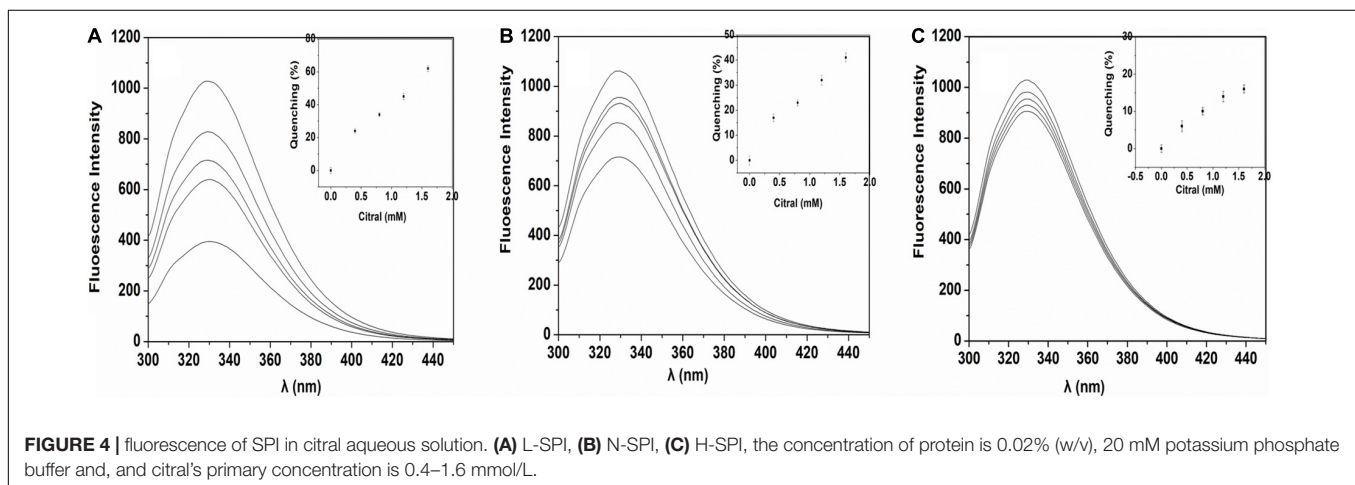 A
1200
1000
800
600
400
200
0
Fluoescence Intensity
300 320 340 360 380 400 420 440
λ (nm)
80
60
40
20
0
Quenching (%)
0.0 0.5 1.0 1.5 2.0
Citral (mM)
B
1200
1000
800
600
400
200
0
Fluoescence Intensity
300 320 340 360 380 400 420 440
λ (nm)
50
40
30
20
10
0
Quenching (%)
0.0 0.5 1.0 1.5 2.0
Citral (mM)
C
1200
1000
800
600
400
200
0
Fluorescence Intensity
300 320 340 360 380 400 420 440
λ (nm)
30
20
10
0
Quenching (%)
-0.5 0.0 0.5 1.0 1.5 2.0
Citral (mM)
FIGURE 4 | fluorescence of SPI in citral aqueous solution. (A) L-SPI, (B) N-SPI, (C) H-SPI, the concentration of protein is 0.02% (w/v), 20 mM potassium phosphate
buffer and, and citral's primary concentration is 0.4–1.6 mmol/L.